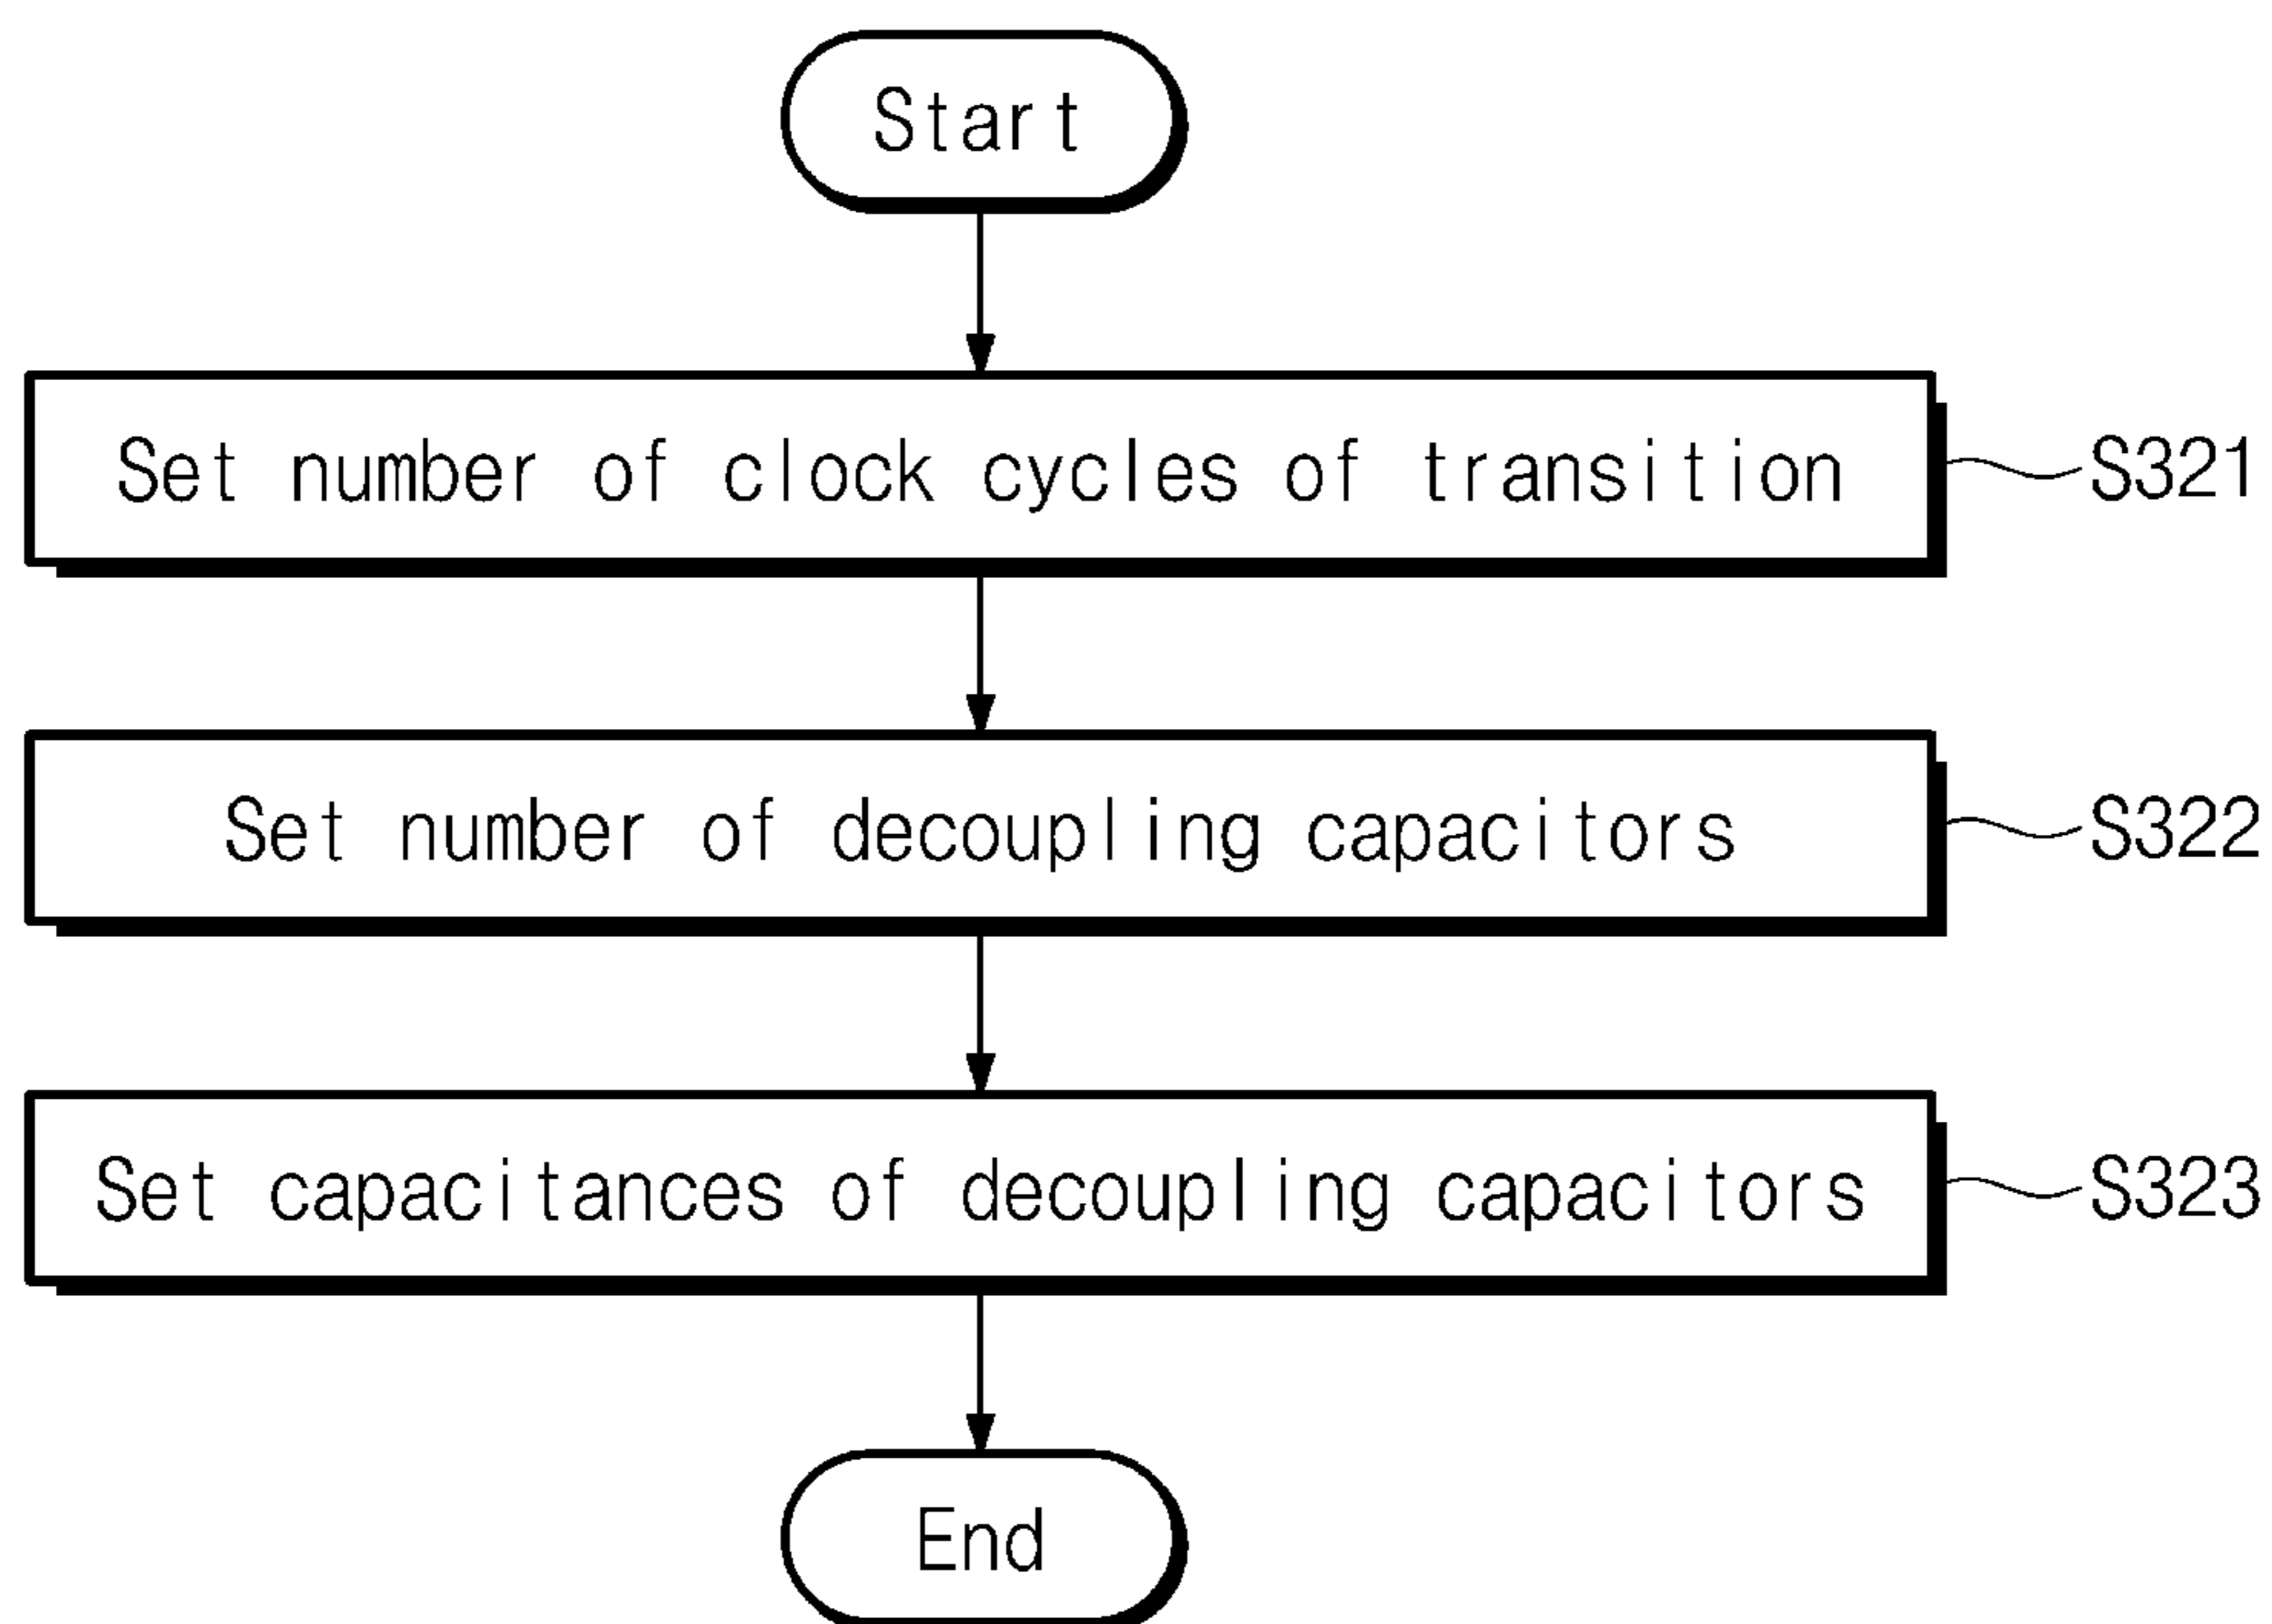 Start
Set number of clock cycles of transition
S321
Set number of decoupling capacitors
S322
Set capacitances of decoupling capacitors
S323
End